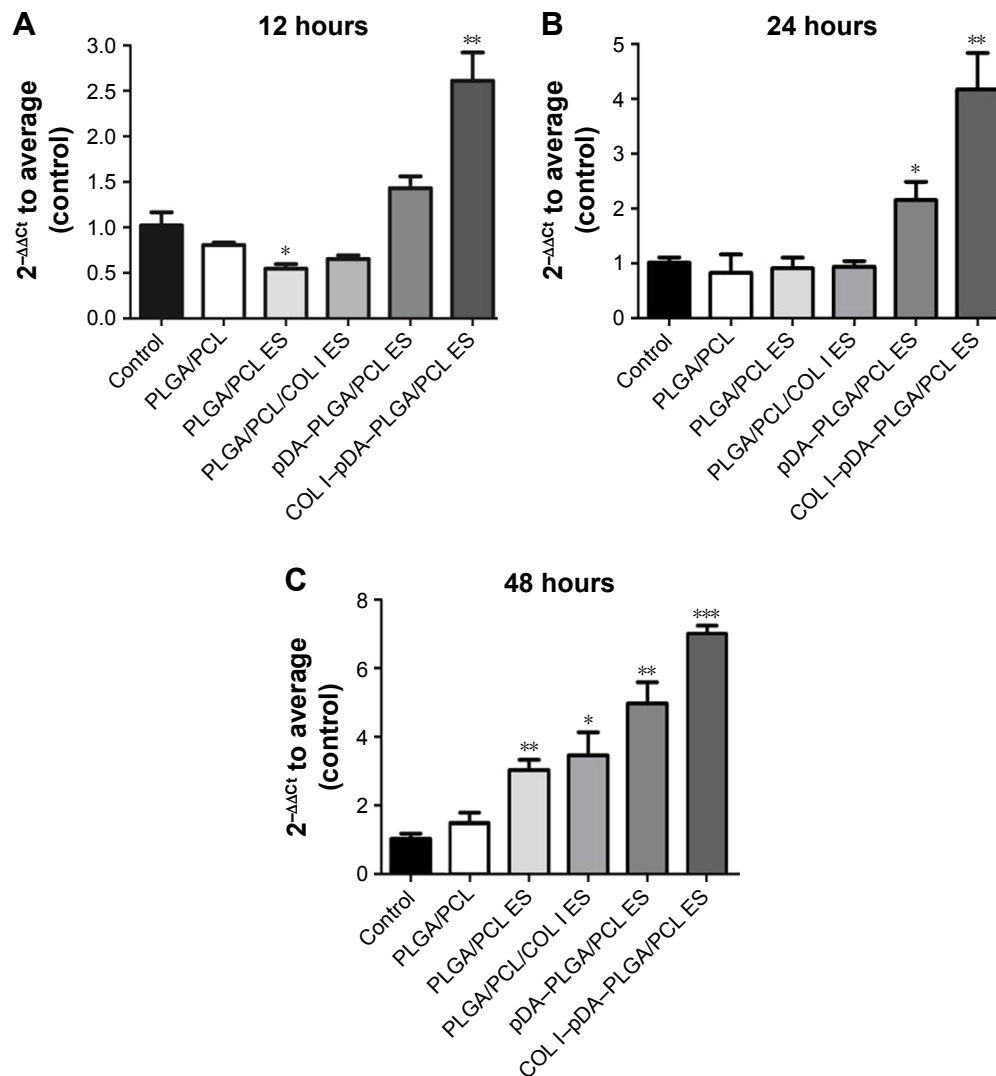 A
12 hours
2⁻ΔΔCt to average
(control)
3.0
2.5
2.0
1.5
1.0
0.5
0.0
*
**
Control
PLGA/PCL
PLGA/PCL ES
PLGA/PCL/COL I ES
pDA–PLGA/PCL ES
COL I–pDA–PLGA/PCL ES
B
24 hours
2⁻ΔΔCt to average
(control)
5
4
3
2
1
0
*
**
Control
PLGA/PCL
PLGA/PCL ES
PLGA/PCL/COL I ES
pDA–PLGA/PCL ES
COL I–pDA–PLGA/PCL ES
C
48 hours
2⁻ΔΔCt to average
(control)
8
6
4
2
0
**
*
**
***
Control
PLGA/PCL
PLGA/PCL ES
PLGA/PCL/COL I ES
pDA–PLGA/PCL ES
COL I–pDA–PLGA/PCL ES